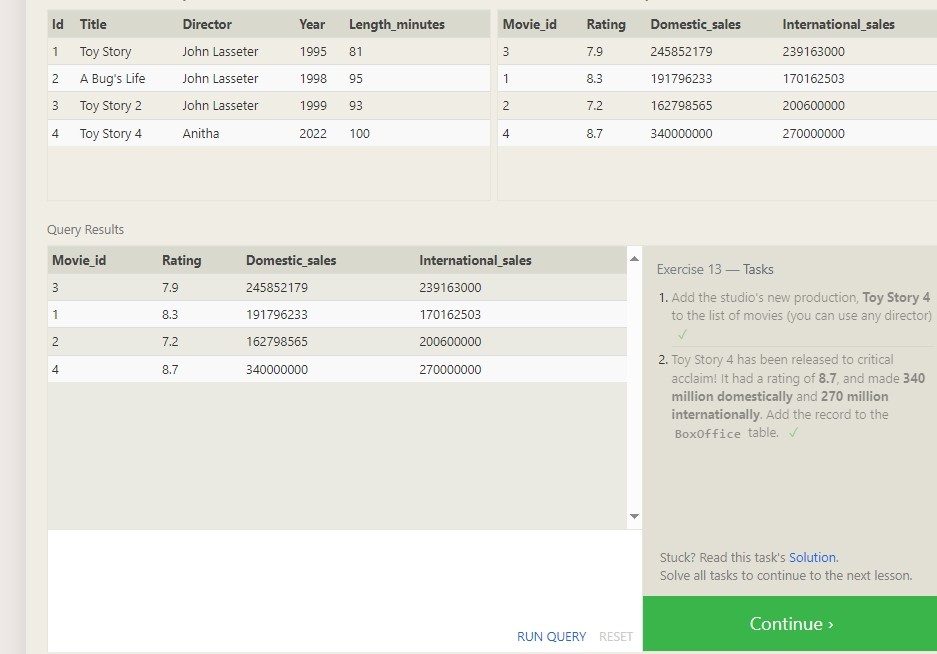 Id Title Director Year Length_minutes
1 Toy Story John Lasseter 1995 81
2 A Bug's Life John Lasseter 1998 95
3 Toy Story 2 John Lasseter 1999 93
4 Toy Story 4 Anitha 2022 100
Movie_id Rating Domestic_sales International_sales
3 7.9 245852179 239163000
1 8.3 191796233 170162503
2 7.2 162798565 200600000
4 8.7 340000000 270000000
Query Results
Movie_id Rating Domestic_sales International_sales
3 7.9 245852179 239163000
1 8.3 191796233 170162503
2 7.2 162798565 200600000
4 8.7 340000000 270000000
RUN QUERY RESET
Exercise 13 — Tasks
1. Add the studio's new production, Toy Story 4
to the list of movies (you can use any director)
✓
2. Toy Story 4 has been released to critical
acclaim! It had a rating of 8.7, and made 340
million domestically and 270 million
internationally. Add the record to the
BoxOffice table. ✓
Stuck? Read this task's Solution.
Solve all tasks to continue to the next lesson.
Continue ›